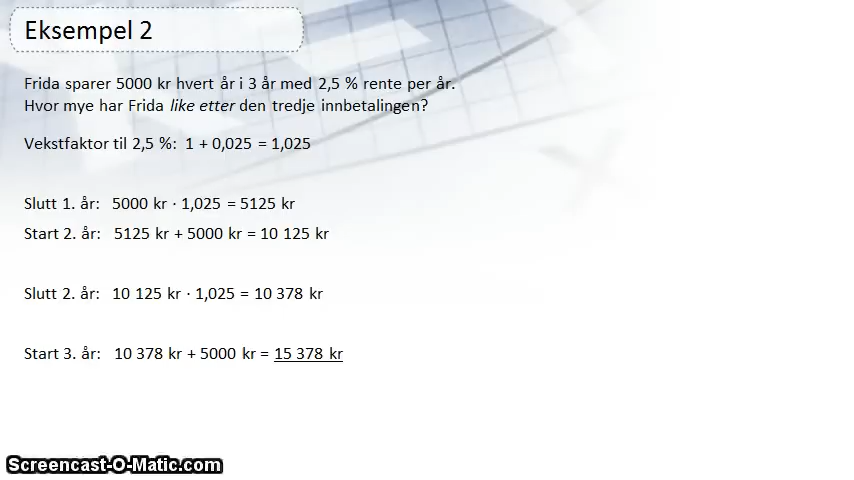 Eksempel 2
Frida sparer 5000 kr hvert år i 3 år med 2,5 % rente per år.
Hvor mye har Frida like etter den tredje innbetalingen?
Vekstfaktor til 2,5 %: 1 + 0,025 = 1,025
Slutt 1. år: 5000 kr · 1,025 = 5125 kr
Start 2. år: 5125 kr + 5000 kr = 10 125 kr
Slutt 2. år: 10 125 kr · 1,025 = 10 378 kr
Start 3. år: 10 378 kr + 5000 kr = 15 378 kr
Screencast-O-Matic.com